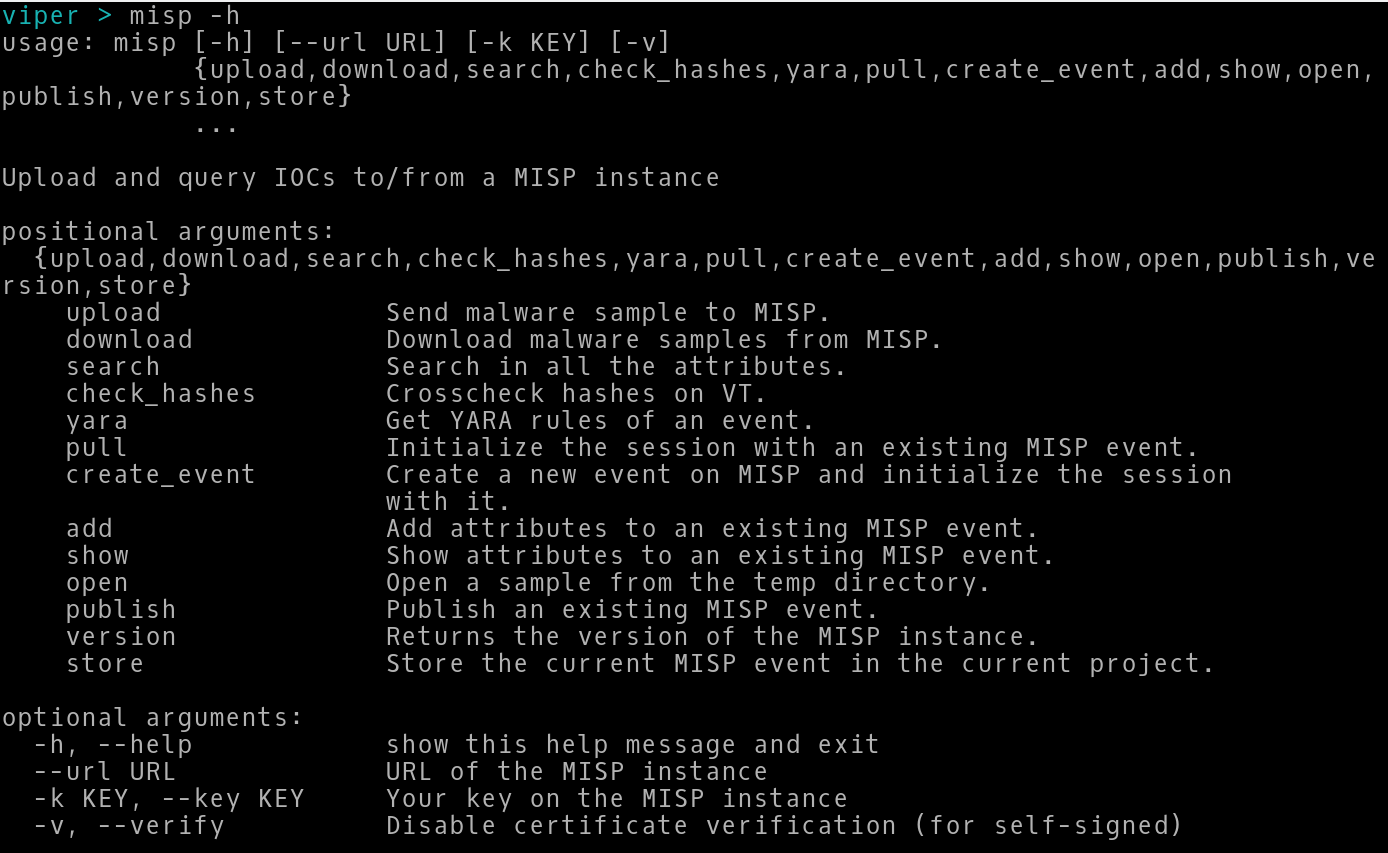 viper > misp -h
usage: misp [-h] [--url URL] [-k KEY] [-v]
            {upload,download,search,check_hashes,yara,pull,create_event,add,show,open,
publish,version,store}
            ...

Upload and query IOCs to/from a MISP instance

positional arguments:
  {upload,download,search,check_hashes,yara,pull,create_event,add,show,open,publish,ve
rsion,store}
    upload              Send malware sample to MISP.
    download            Download malware samples from MISP.
    search              Search in all the attributes.
    check_hashes        Crosscheck hashes on VT.
    yara                Get YARA rules of an event.
    pull                Initialize the session with an existing MISP event.
    create_event        Create a new event on MISP and initialize the session
                        with it.
    add                 Add attributes to an existing MISP event.
    show                Show attributes to an existing MISP event.
    open                Open a sample from the temp directory.
    publish             Publish an existing MISP event.
    version             Returns the version of the MISP instance.
    store               Store the current MISP event in the current project.

optional arguments:
  -h, --help            show this help message and exit
  --url URL             URL of the MISP instance
  -k KEY, --key KEY     Your key on the MISP instance
  -v, --verify          Disable certificate verification (for self-signed)